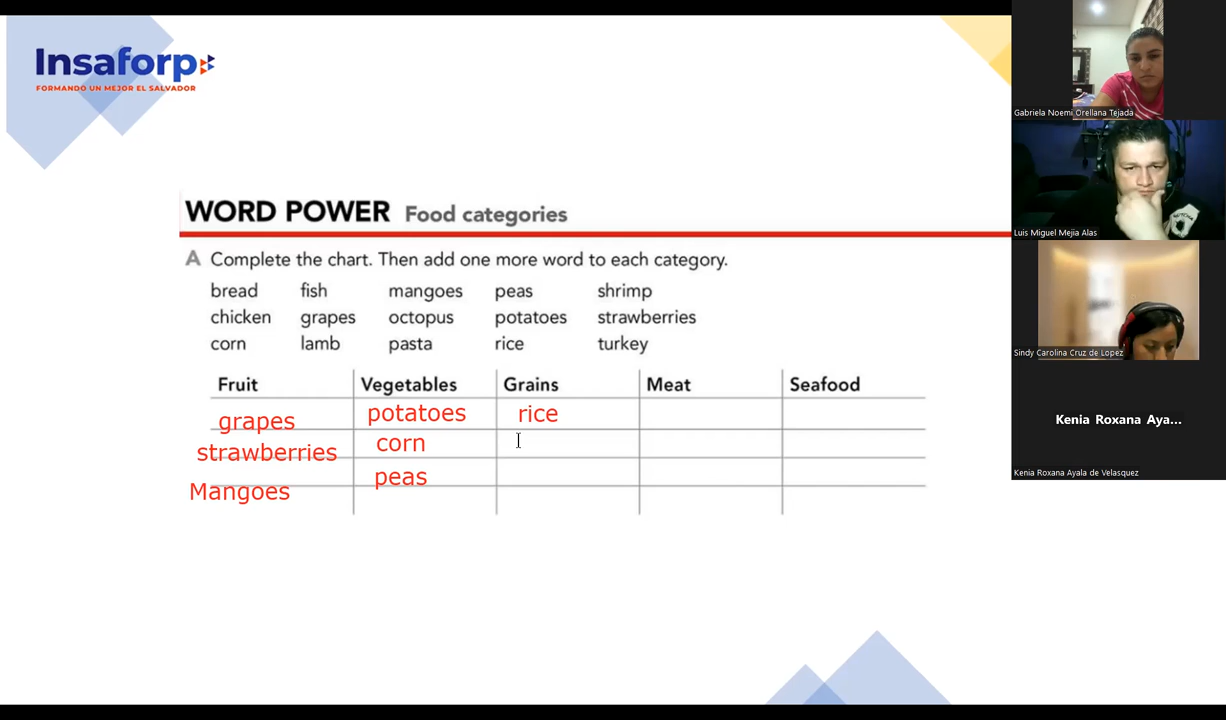 Insaforp
FORMANDO UN MEJOR EL SALVADOR
WORD POWER Food categories
A Complete the chart. Then add one more word to each category.
bread fish mangoes peas shrimp
chicken grapes octopus potatoes strawberries
corn lamb pasta rice turkey
Fruit Vegetables Grains Meat Seafood
grapes potatoes rice
strawberries corn
Mangoes peas
Gabriela Noemi Orellana Tejada
Luis Miguel Mejia Alas
Sindy Carolina Cruz de Lopez
Kenia Roxana Aya...
Kenia Roxana Ayala de Velasquez